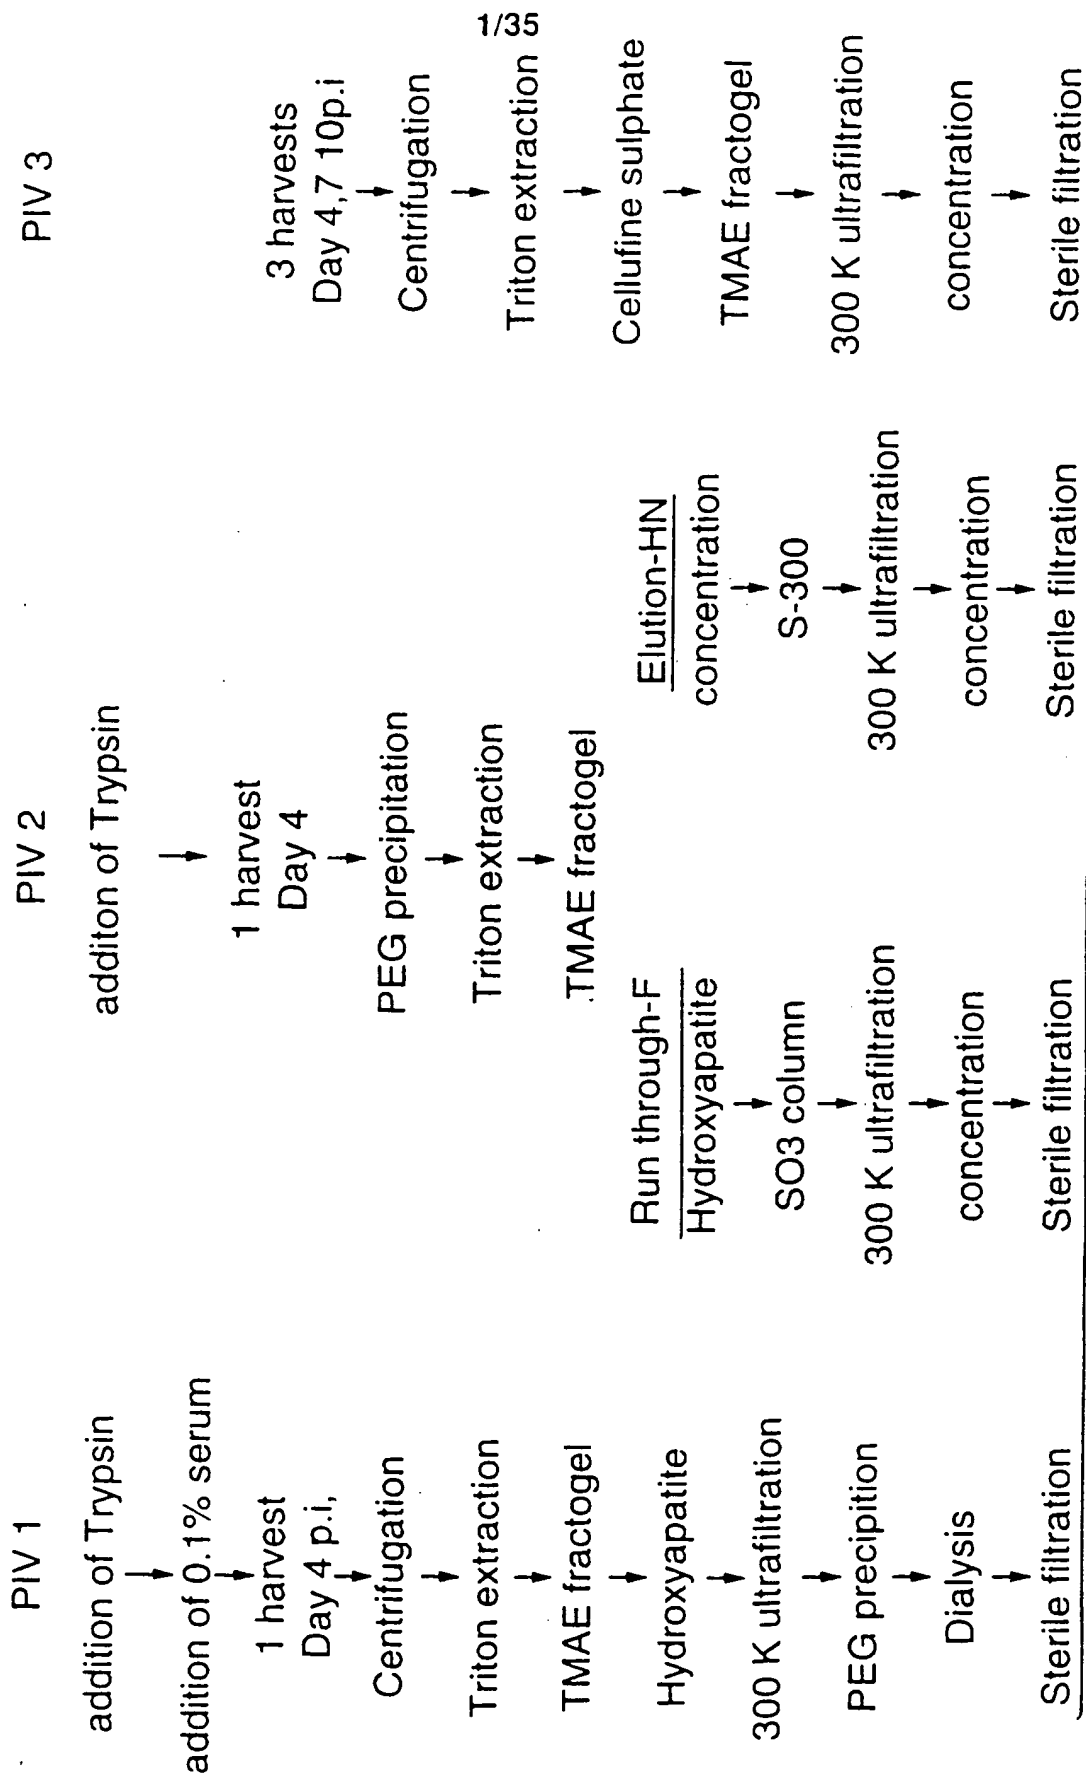 1/35
PIV 1
addition of Trypsin
addition of 0.1% serum
1 harvest
Day 4 p.i,
Centrifugation
Triton extraction
TMAE fractogel
Hydroxyapatite
300 K ultrafiltration
PEG precipition
Dialysis
Sterile filtration
PIV 2
additon of Trypsin
1 harvest
Day 4
PEG precipitation
Triton extraction
.TMAE fractogel
Run through-F
Hydroxyapatite
SO3 column
300 K ultrafiltration
concentration
Sterile filtration
Elution-HN
concentration
S-300
300 K ultrafiltration
concentration
Sterile filtration
PIV 3
3 harvests
Day 4,7 10p.i
Centrifugation
Triton extraction
Cellufine sulphate
TMAE fractogel
300 K ultrafiltration
concentration
Sterile filtration